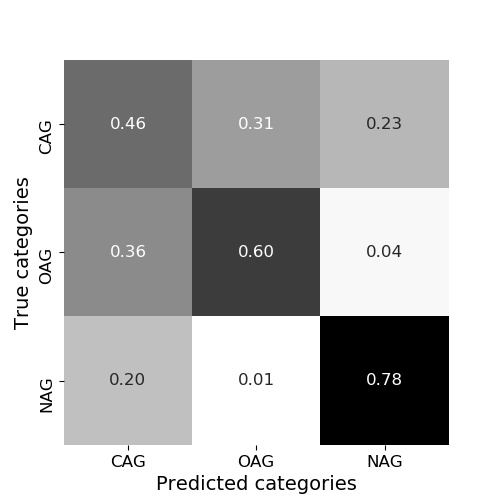 CAG 0.46 0.31 0.23
OAG 0.36 0.60 0.04
NAG 0.20 0.01 0.78
CAG OAG NAG
True categories
Predicted categories